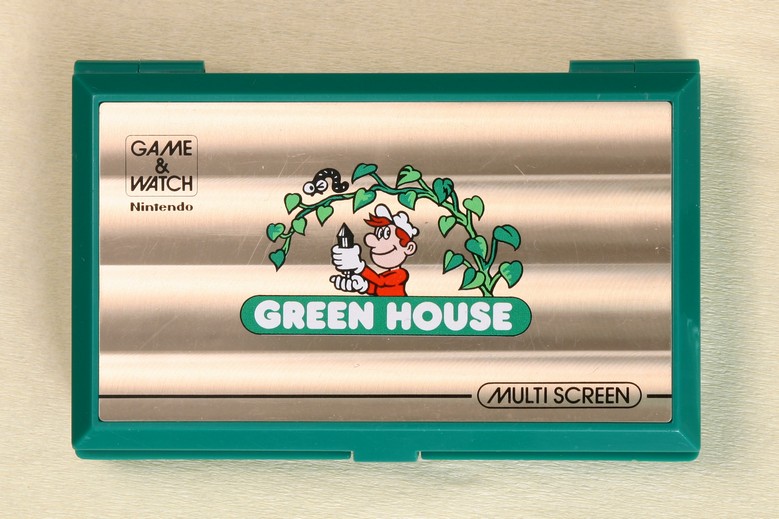 GAME
&
WATCH
Nintendo
GREEN HOUSE
MULTI SCREEN